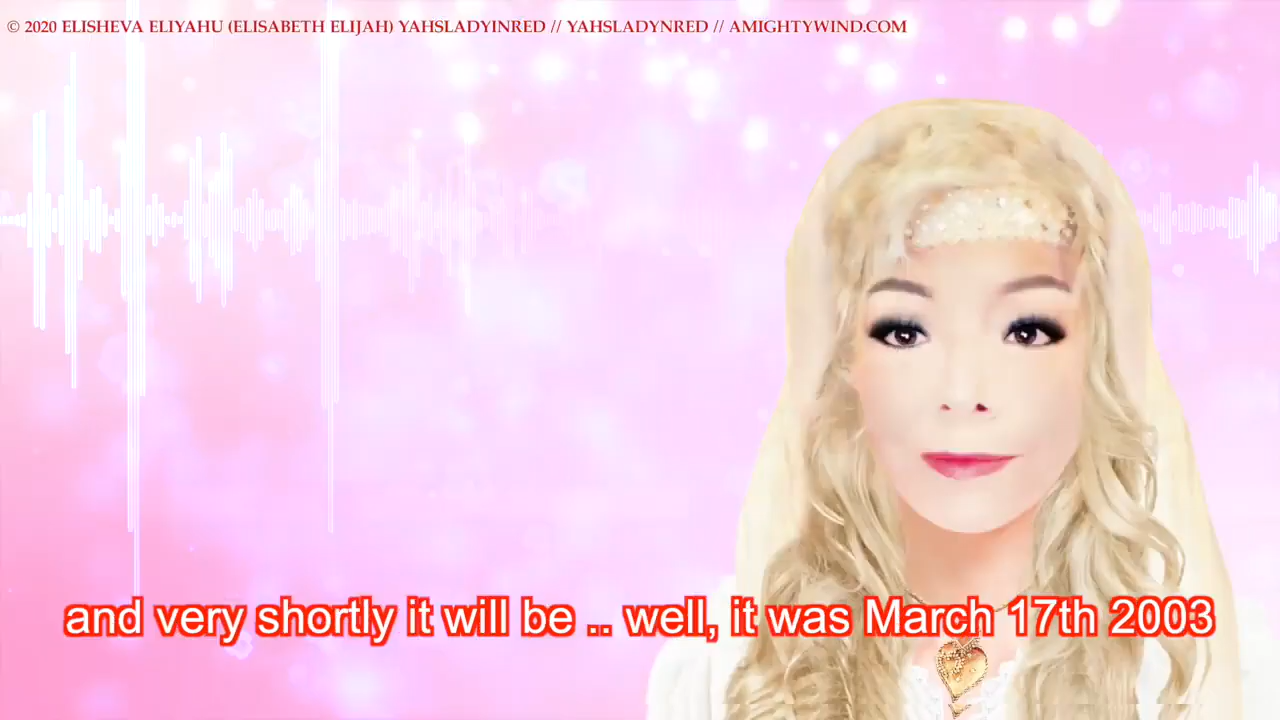 © 2020 ELISHEVA ELIYAHU (ELISABETH ELIJAH) YAHSLADYINRED // YAHSLADYNRED // AMIGHTYWIND.COM
and very shortly it will be .. well, it was March 17th 2003